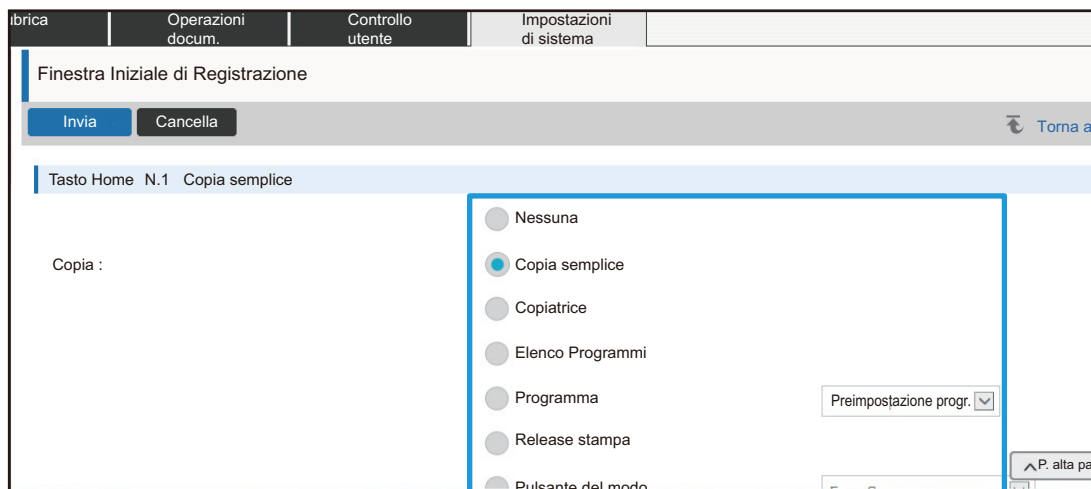 ubrica
Operazioni
docum.
Controllo
utente
Impostazioni
di sistema
Finestra Iniziale di Registrazione
Invia
Cancella
Torna a
Tasto Home N.1 Copia semplice
Nessuna
Copia :
Copia semplice
Copiatrice
Elenco Programmi
Programma
Preimpostazione progr.
Release stampa
P. alta pa
Pulsante del modo